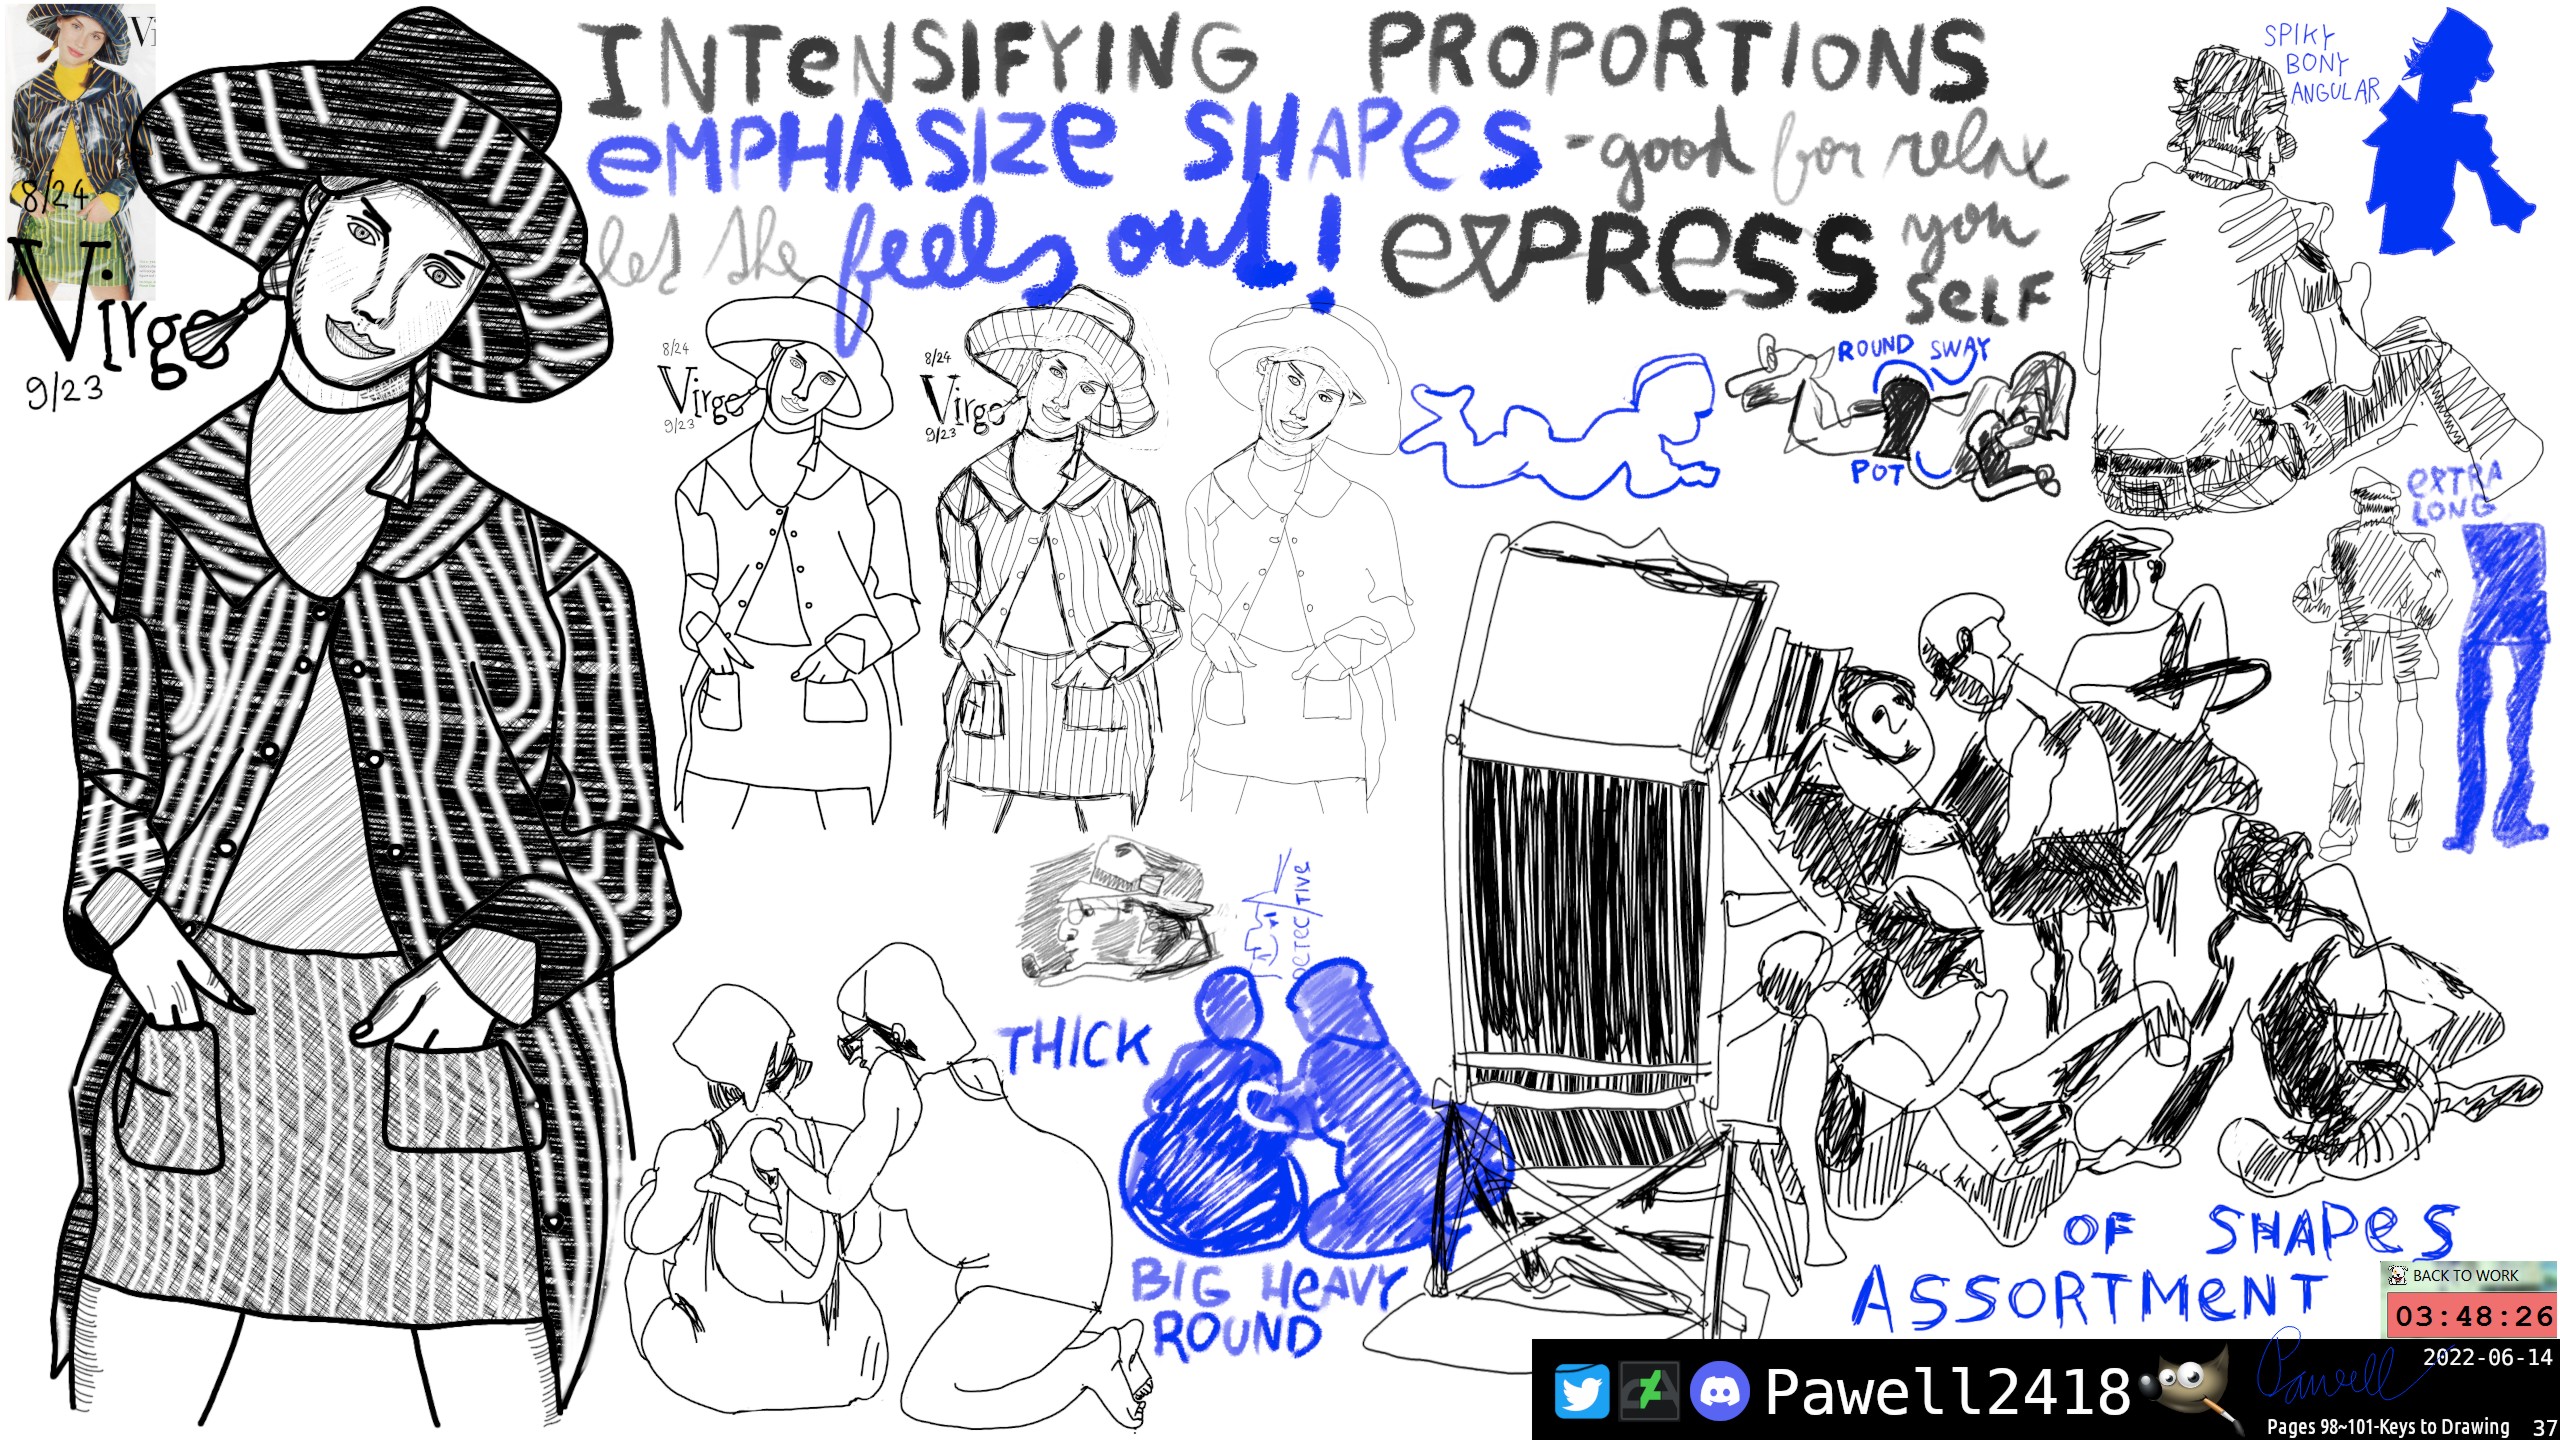 Vi
8/24
Virgo
9/23
INTeNSIFYING PROPORTIONS
eMPHASIZe SHAPeS -good for relax
let the feels out! exPResS you
SelF
SPIKY
BONY
ANGULAR
8/24
Virgo
9/23
8/24
Virgo
9/23
ROUND SWAY
POT
eXTRA
LONG
DeTeCTIVe
THICK
BIG HeAVY
ROUND
OF SHAPeS
ASSORTMeNT
BACK TO WORK
03:48:26
Pawell2418
Pawell
2022-06-14
Pages 98~101-Keys to Drawing 37